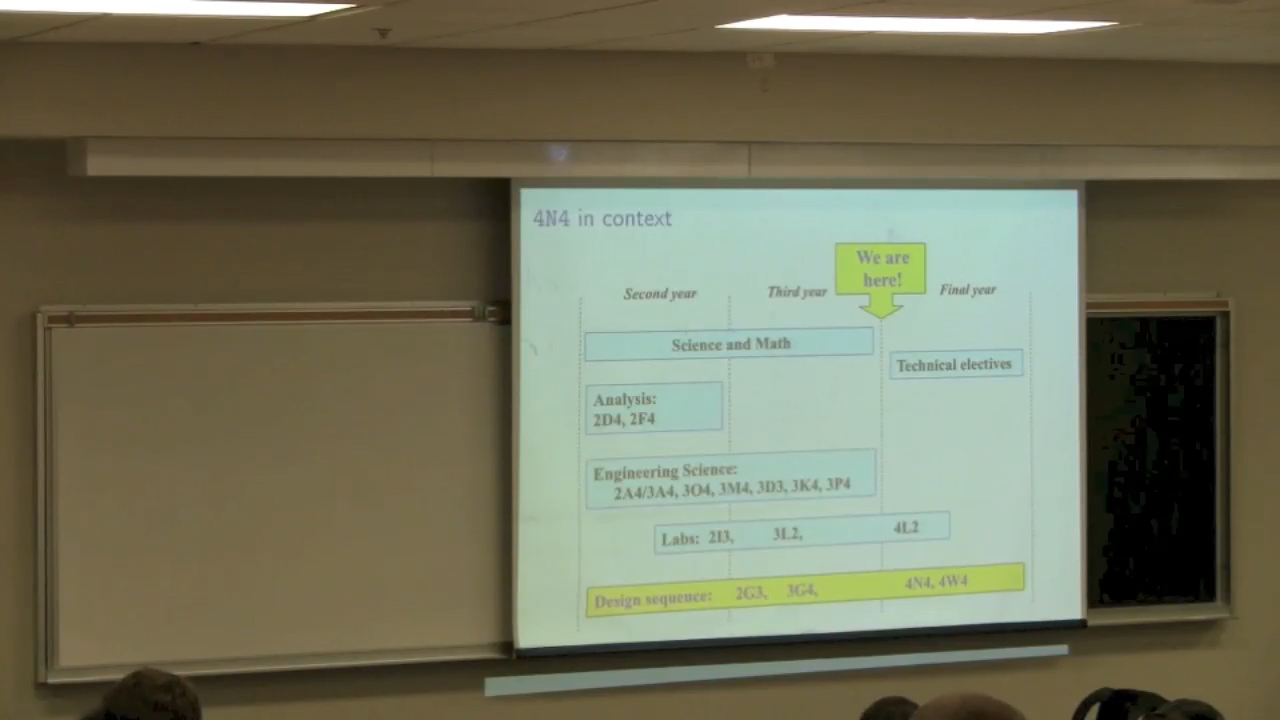 4N4 in context
We are
here!
Second year
Third year
Final year
Science and Math
Technical electives
Analysis:
2D4, 2F4
Engineering Science:
2A4/3A4, 3O4, 3M4, 3D3, 3K4, 3P4
Labs: 2I3, 3L2, 4L2
Design sequence: 2G3, 3G4, 4N4, 4W4